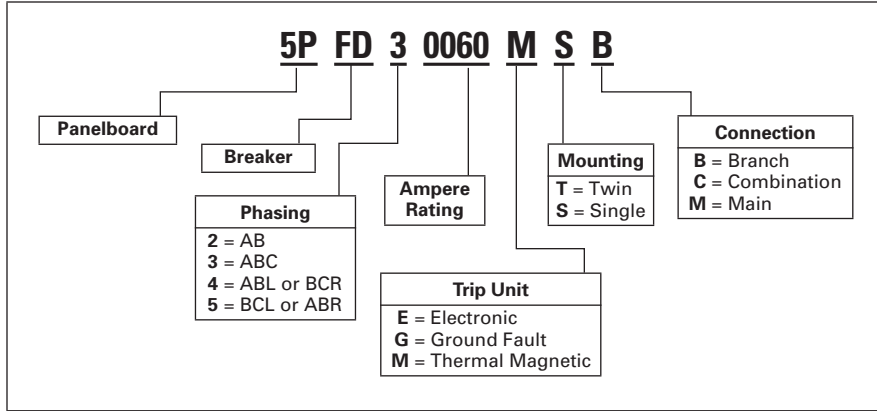 5P FD 3 0060 M S B
Panelboard
Breaker
Phasing
2 = AB
3 = ABC
4 = ABL or BCR
5 = BCL or ABR
Ampere
Rating
Trip Unit
E = Electronic
G = Ground Fault
M = Thermal Magnetic
Mounting
T = Twin
S = Single
Connection
B = Branch
C = Combination
M = Main